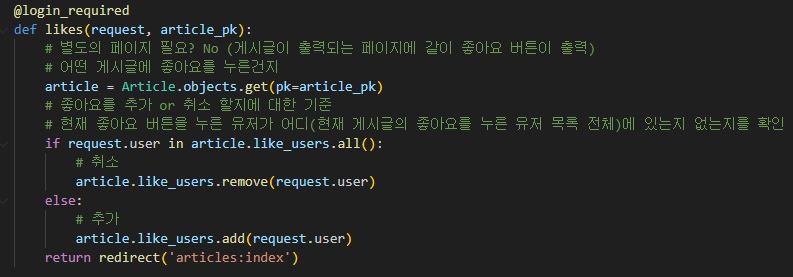 @login_required
def likes(request, article_pk):
    # 별도의 페이지 필요? No (게시글이 출력되는 페이지에 같이 좋아요 버튼이 출력)
    # 어떤 게시글에 좋아요를 누른건지
    article = Article.objects.get(pk=article_pk)
    # 좋아요를 추가 or 취소 할지에 대한 기준
    # 현재 좋아요 버튼을 누른 유저가 어디(현재 게시글의 좋아요를 누른 유저 목록 전체)에 있는지 없는지를 확인
    if request.user in article.like_users.all():
        # 취소
        article.like_users.remove(request.user)
    else:
        # 추가
        article.like_users.add(request.user)
    return redirect('articles:index')